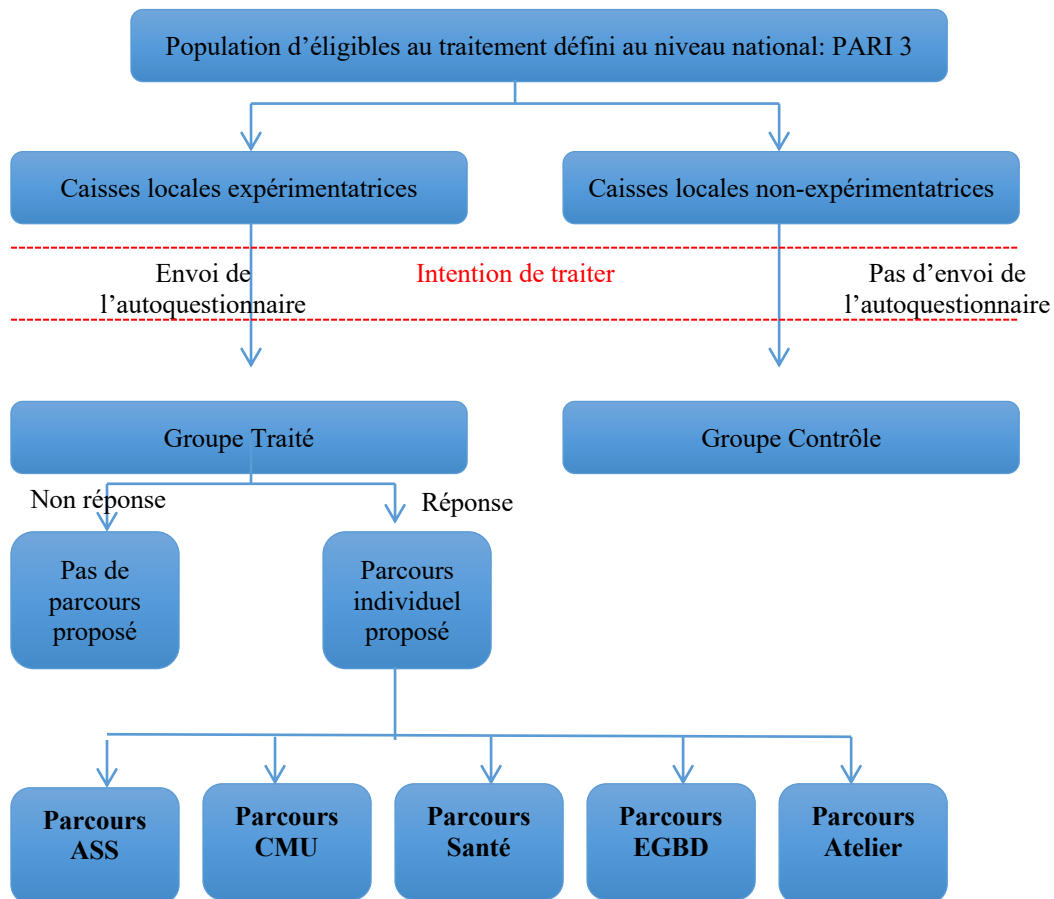 Population d’éligibles au traitement défini au niveau national: PARI 3
Caisses locales expérimentatrices
Caisses locales non-expérimentatrices
Envoi de
l’autoquestionnaire
Intention de traiter
Pas d’envoi de
l’autoquestionnaire
Groupe Traité
Groupe Contrôle
Non réponse
Réponse
Pas de
parcours
proposé
Parcours
individuel
proposé
Parcours
ASS
Parcours
CMU
Parcours
Santé
Parcours
EGBD
Parcours
Atelier